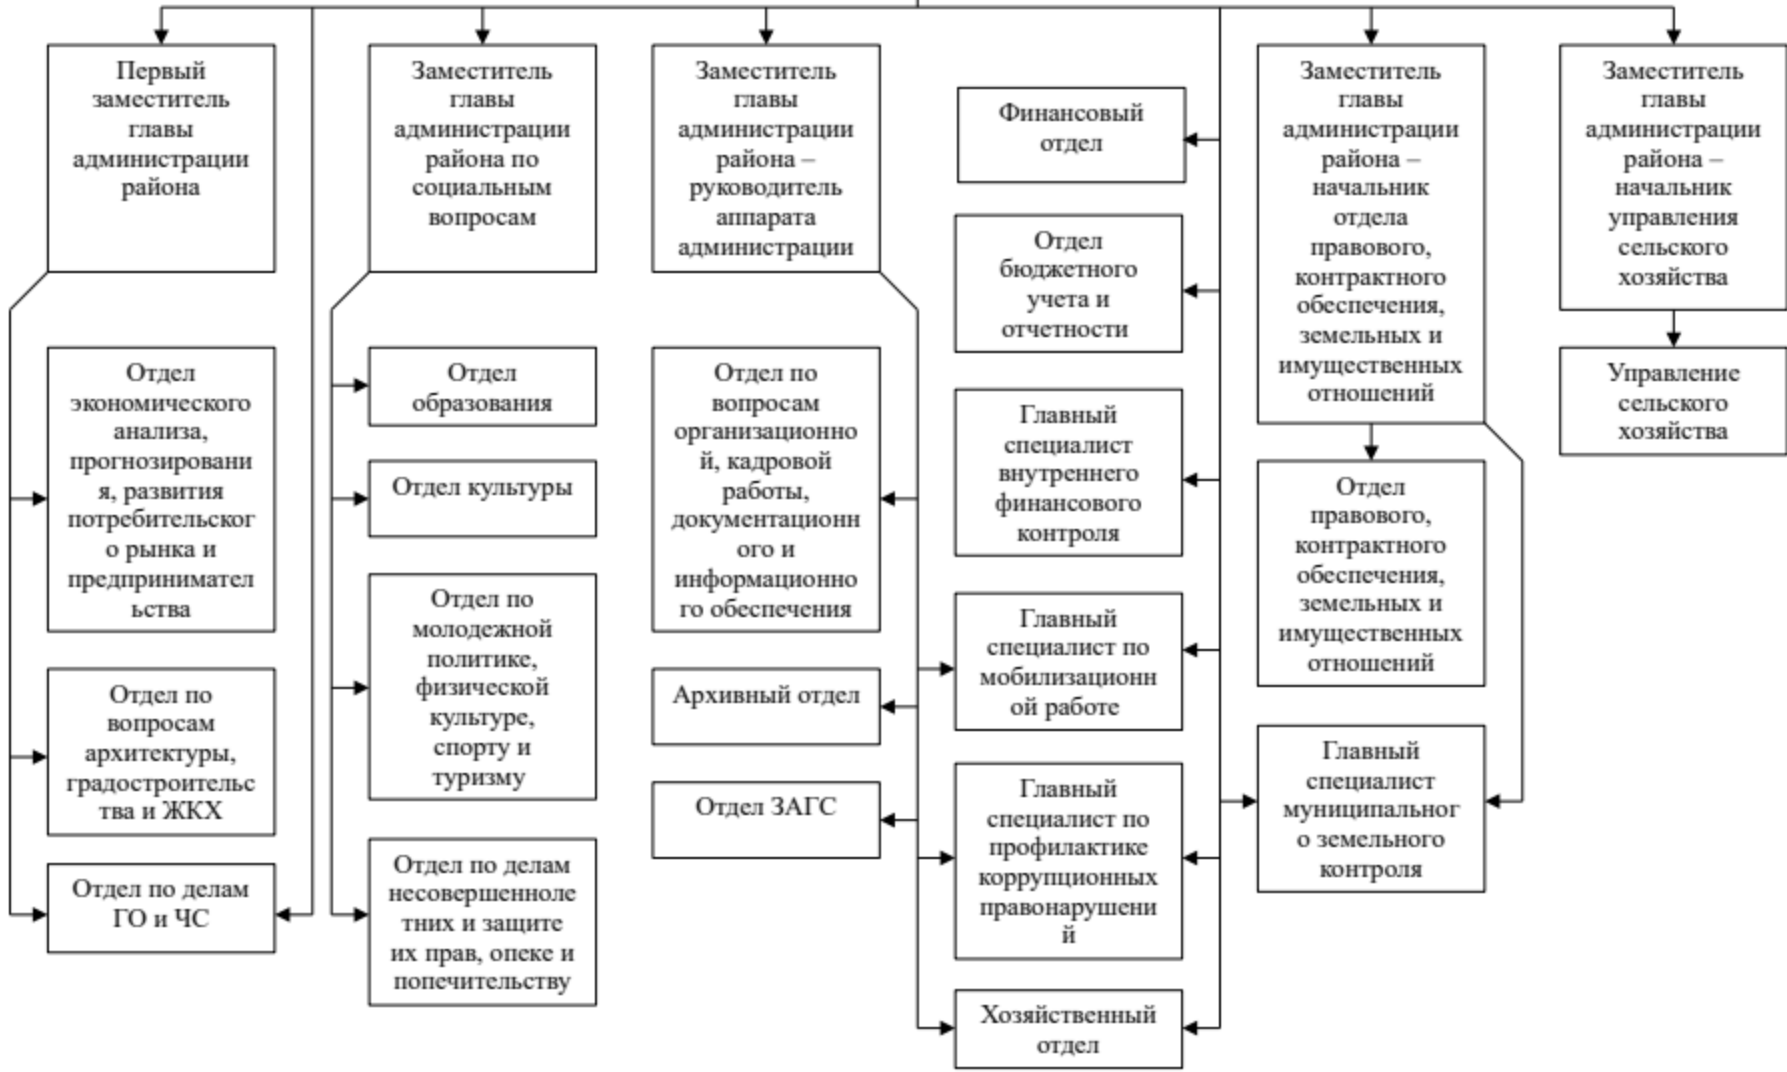 Первый
заместитель
главы
администрации
района
Заместитель
главы
администрации
района по
социальным
вопросам
Заместитель
главы
администрации
района –
руководитель
аппарата
администрации
Финансовый
отдел
Заместитель
главы
администрации
района –
начальник
отдела
правового,
контрактного
обеспечения,
земельных и
имущественных
отношений
Заместитель
главы
администрации
района –
начальник
управления
сельского
хозяйства
Отдел
бюджетного
учета и
отчетности
Отдел
экономического
анализа,
прогнозировани
я, развития
потребительског
о рынка и
предпринимател
ьства
Отдел
образования
Отдел по
вопросам
организационно
й, кадровой
работы,
документационн
ого и
информационно
го обеспечения
Главный
специалист
внутреннего
финансового
контроля
Управление
сельского
хозяйства
Отдел культуры
Отдел
правового,
контрактного
обеспечения,
земельных и
имущественных
отношений
Отдел по
молодежной
политике,
физической
культуре,
спорту и
туризму
Главный
специалист по
мобилизационн
ой работе
Отдел по
вопросам
архитектуры,
градостроительс
тва и ЖКХ
Архивный отдел
Главный
специалист
муниципальног
о земельного
контроля
Отдел ЗАГС
Главный
специалист по
профилактике
коррупционных
правонарушени
й
Отдел по делам
ГО и ЧС
Отдел по делам
несовершенноле
тних и защите
их прав, опеке и
попечительству
Хозяйственный
отдел